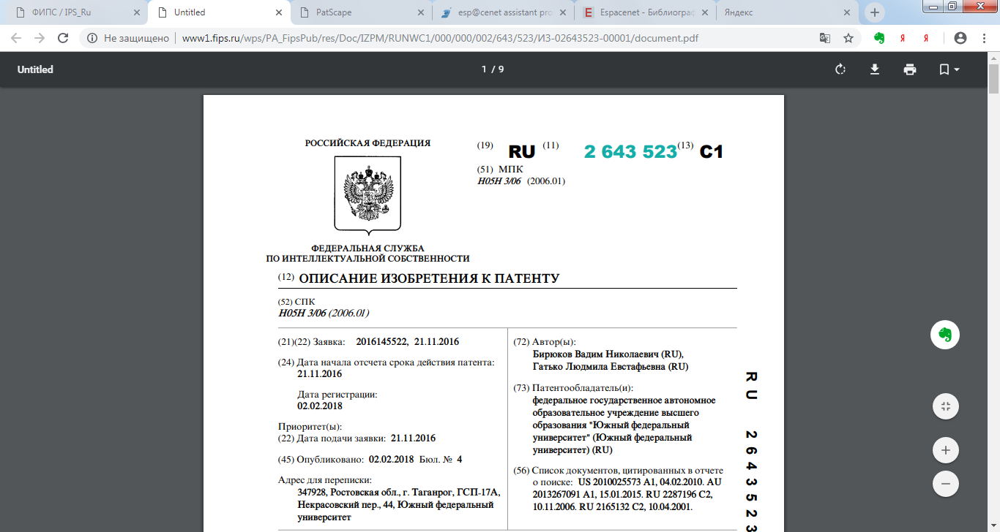 ФИПС / IPS_Ru
Untitled
PatScape
esp@cenet assistant pro
Espacenet - Библиограф
Яндекс
Не защищено
www1.fips.ru/wps/PA_FipsPub/res/Doc/IZPM/RUNWC1/000/000/002/643/523/ИЗ-02643523-00001/document.pdf
Untitled
1 / 9
РОССИЙСКАЯ ФЕДЕРАЦИЯ
ФЕДЕРАЛЬНАЯ СЛУЖБА
ПО ИНТЕЛЛЕКТУАЛЬНОЙ СОБСТВЕННОСТИ
(19) RU (11) 2 643 523 (13) C1
(51) МПК
H05H 3/06 (2006.01)
(12) ОПИСАНИЕ ИЗОБРЕТЕНИЯ К ПАТЕНТУ
(52) СПК
H05H 3/06 (2006.01)
(21)(22) Заявка: 2016145522, 21.11.2016
(24) Дата начала отсчета срока действия патента:
21.11.2016
Дата регистрации:
02.02.2018
Приоритет(ы):
(22) Дата подачи заявки: 21.11.2016
(45) Опубликовано: 02.02.2018 Бюл. № 4
Адрес для переписки:
347928, Ростовская обл., г. Таганрог, ГСП-17А,
Некрасовский пер., 44, Южный федеральный
университет
(72) Автор(ы):
Бирюков Вадим Николаевич (RU),
Гатько Людмила Евстафьевна (RU)
(73) Патентообладатель(и):
федеральное государственное автономное
образовательное учреждение высшего
образования "Южный федеральный
университет" (Южный федеральный
университет) (RU)
(56) Список документов, цитированных в отчете
о поиске: US 2010025573 A1, 04.02.2010. AU
2013267091 A1, 15.01.2015. RU 2287196 C2,
10.11.2006. RU 2165132 C2, 10.04.2001.
RU 2643523